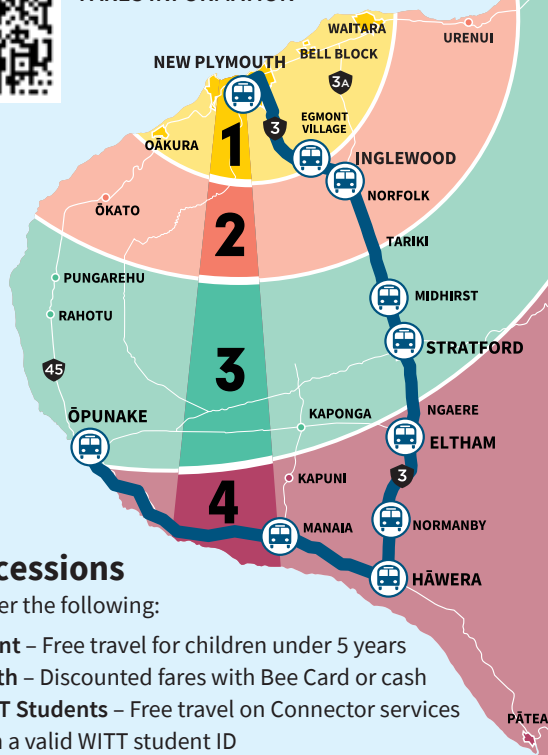 WAITARA
URENUI
BELL BLOCK
NEW PLYMOUTH
3A
EGMONT
VILLAGE
3
OĀKURA
1
INGLEWOOD
NORFOLK
ŌKATO
2
TARIKI
PUNGAREHU
MIDHIRST
RAHOTU
3
STRATFORD
45
ŌPUNAKE
KAPONGA
NGAERE
ELTHAM
3
KAPUNI
4
MANAIA
NORMANBY
HĀWERA
cessions
er the following:
nt – Free travel for children under 5 years
th – Discounted fares with Bee Card or cash
T Students – Free travel on Connector services
a valid WITT student ID
PĀTEA